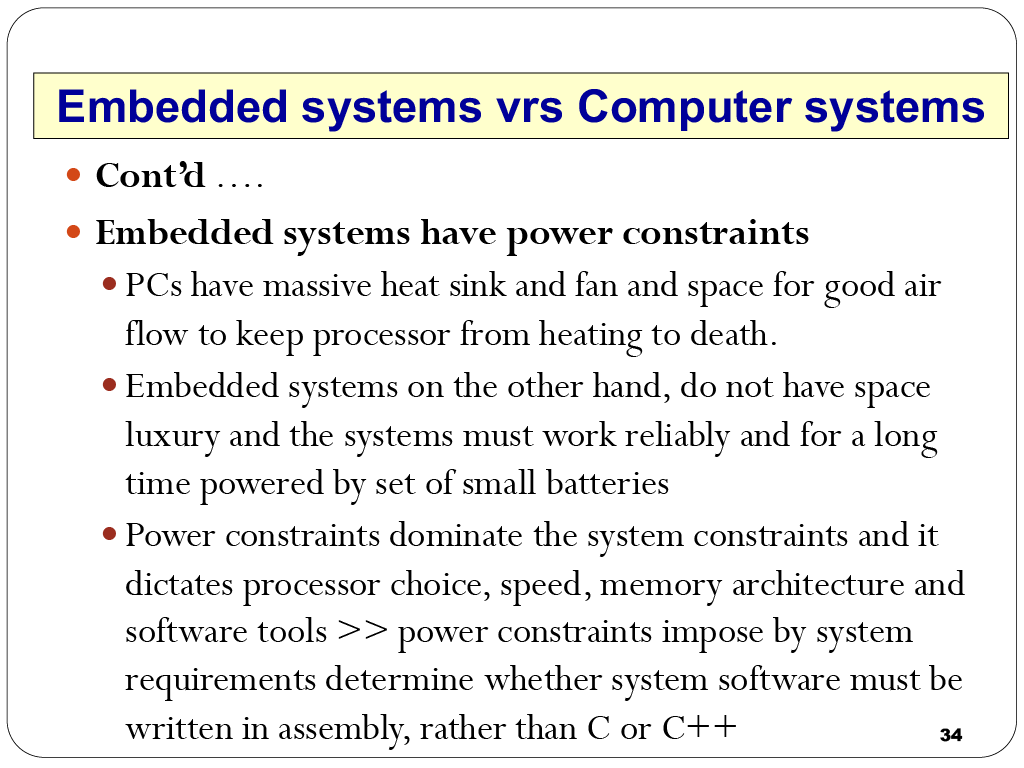 Embedded systems vrs Computer systems
• Cont’d ….
• Embedded systems have power constraints
• PCs have massive heat sink and fan and space for good air
flow to keep processor from heating to death.
• Embedded systems on the other hand, do not have space
luxury and the systems must work reliably and for a long
time powered by set of small batteries
• Power constraints dominate the system constraints and it
dictates processor choice, speed, memory architecture and
software tools >> power constraints impose by system
requirements determine whether system software must be
written in assembly, rather than C or C++
34